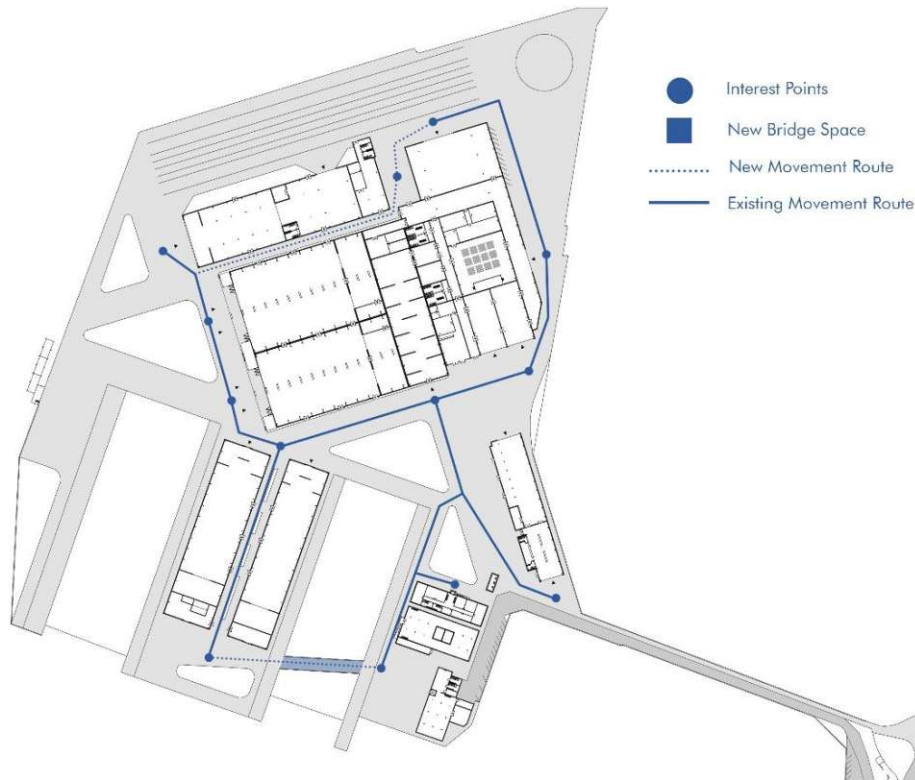 Interest Points
New Bridge Space
New Movement Route
Existing Movement Route